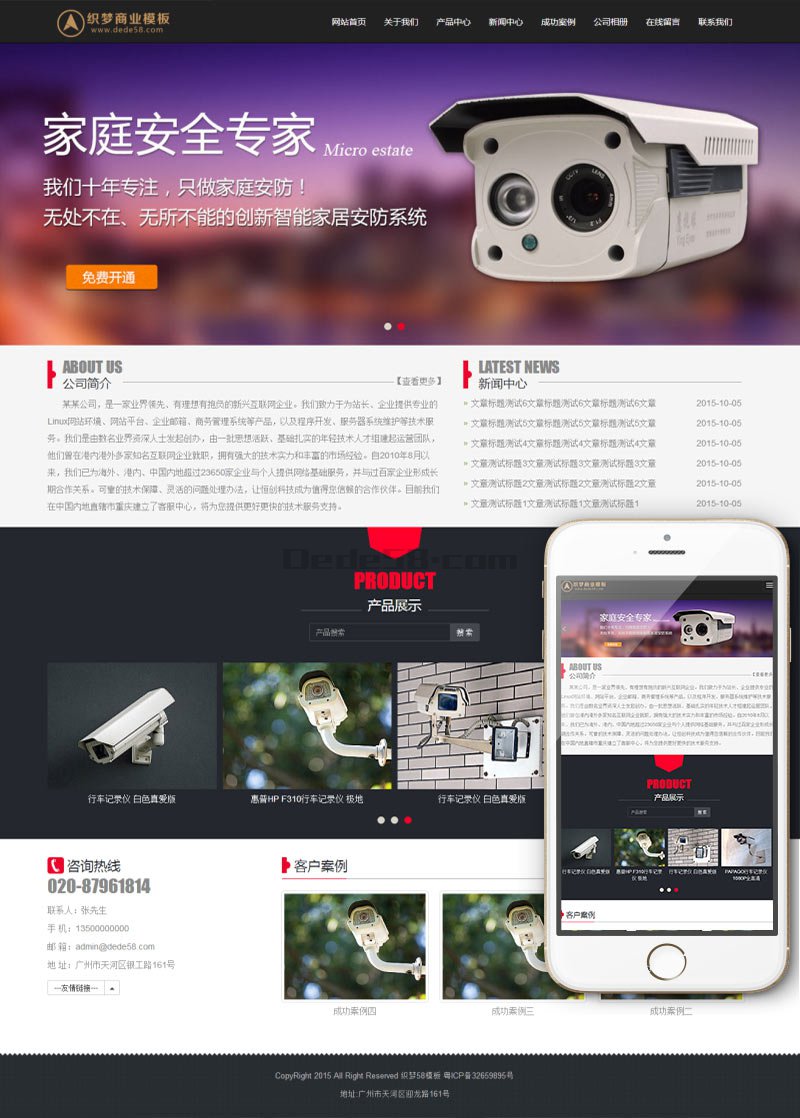 织梦商业模板
www.dede58.com
网站首页 关于我们 产品中心 新闻中心 成功案例 公司相册 在线留言 联系我们
家庭安全专家 Micro estate
我们十年专注，只做家庭安防！
无处不在、无所不能的创新智能家居安防系统
免费开通
ABOUT US
公司简介 【查看更多】
某某公司，是一家业界领先、有理想有抱负的新兴互联网企业。我们致力于为站长、企业提供专业的
Linux网站环境、网站平台、企业邮箱、商务管理系统等产品，以及程序开发、服务器系统维护等技术服
务。我们是由数名业界资深人士发起创办，由一批思想活跃、基础扎实的年轻技术人才组建起运营团队，
他们曾在港内港外多家知名互联网企业就职，拥有强大的技术实力和丰富的市场经验。自2010年8月以
来，我们已为海外、港内、中国内地超过23650家企业与个人提供网络基础服务，并与过百家企业形成长
期合作关系。可靠的技术保障、灵活的问题处理办法，让恒创科技成为值得您信赖的合作伙伴。目前我们
在中国内地直辖市重庆建立了客服中心，将为您提供更好更快的技术服务支持。
LATEST NEWS
新闻中心
» 文章标题测试6文章标题测试6文章标题测试6文章 2015-10-05
» 文章标题测试5文章标题测试5文章标题测试5文章 2015-10-05
» 文章标题测试4文章标题测试4文章标题测试4文章 2015-10-05
» 文章测试标题3文章测试标题3文章测试标题3文章 2015-10-05
» 文章测试标题2文章测试标题2文章测试标题2文章 2015-10-05
» 文章测试标题1文章测试标题1文章测试标题1 2015-10-05
Dede58.com
PRODUCT
产品展示
产品搜索 搜索
行车记录仪 白色真爱版
惠普HP F310行车记录仪 极地
行车记录仪 白色真爱版
咨询热线
020-87961814
联系人：张先生
手 机：13500000000
邮 箱：admin@dede58.com
地 址：广州市天河区银工路161号
---友情链接---
客户案例
成功案例四
成功案例三
成功案例二
织梦商业模板
家庭安全专家
ABOUT US
公司简介
PRODUCT
产品展示
产品搜索 搜索
行车记录仪 白色真爱版
惠普HP F310行车记录仪 极地
行车记录仪 白色真爱版
PAPAGO行车记录仪 1080P全高清
客户案例
CopyRight 2015 All Right Reserved 织梦58模板 粤ICP备32659895号
地址:广州市天河区迎龙路161号